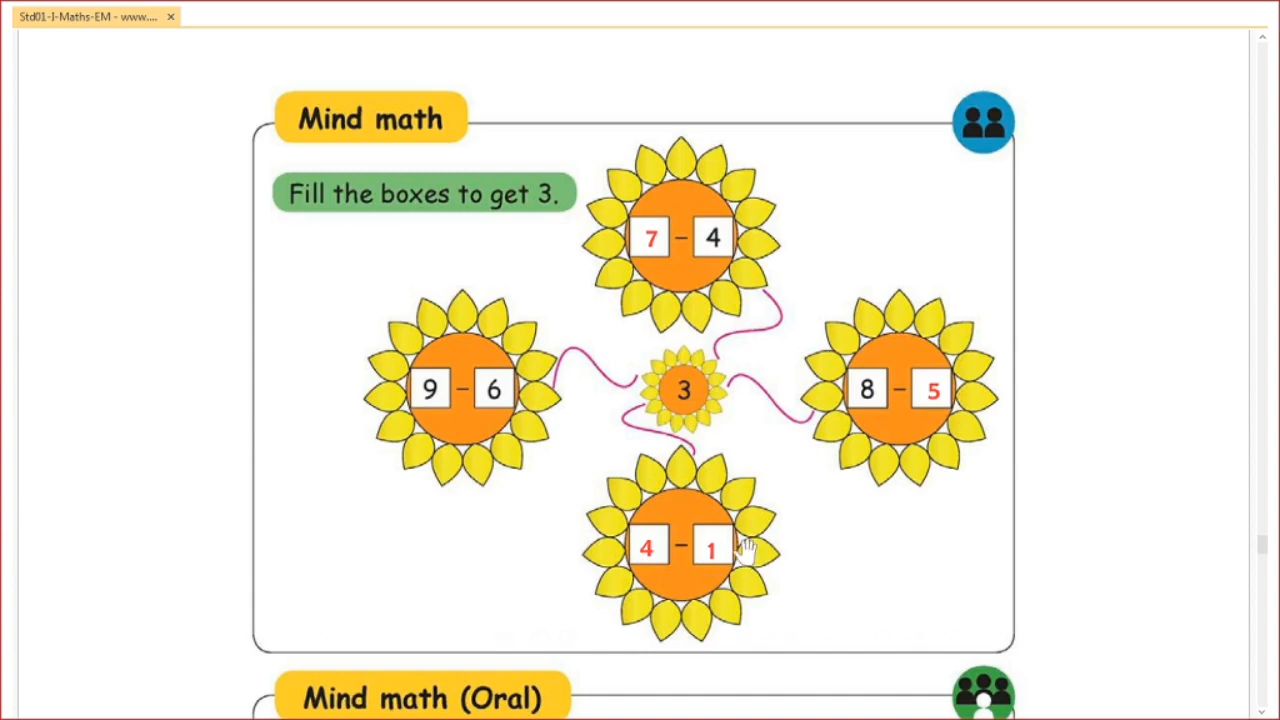 Std01-I-Maths-EM - www.... ×
Mind math
Fill the boxes to get 3.
7 - 4
9 - 6
3
8 - 5
4 - 1
Mind math (Oral)